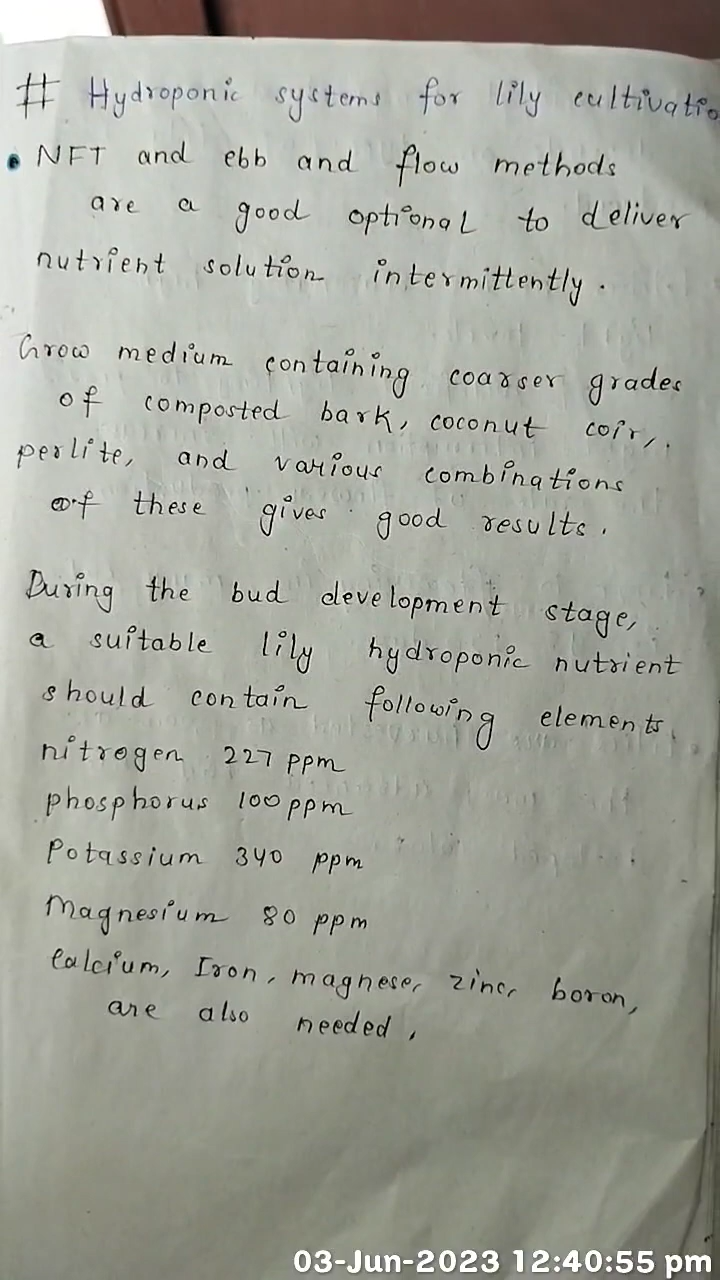 # Hydroponic systems for lily cultivatio
• NFT and ebb and flow methods
are a good optional to deliver
nutrient solution intermittently.
Grow medium containing coarser grades
of composted bark, coconut coir,
perlite, and various combinations
of these gives good results.
During the bud development stage,
a suitable lily hydroponic nutrient
should contain following elements.
nitrogen 227 ppm
phosphorus 100 ppm
Potassium 340 ppm
Magnesium 80 ppm
Calcium, Iron, magnese, zinc, boron,
are also needed,
03-Jun-2023 12:40:55 pm